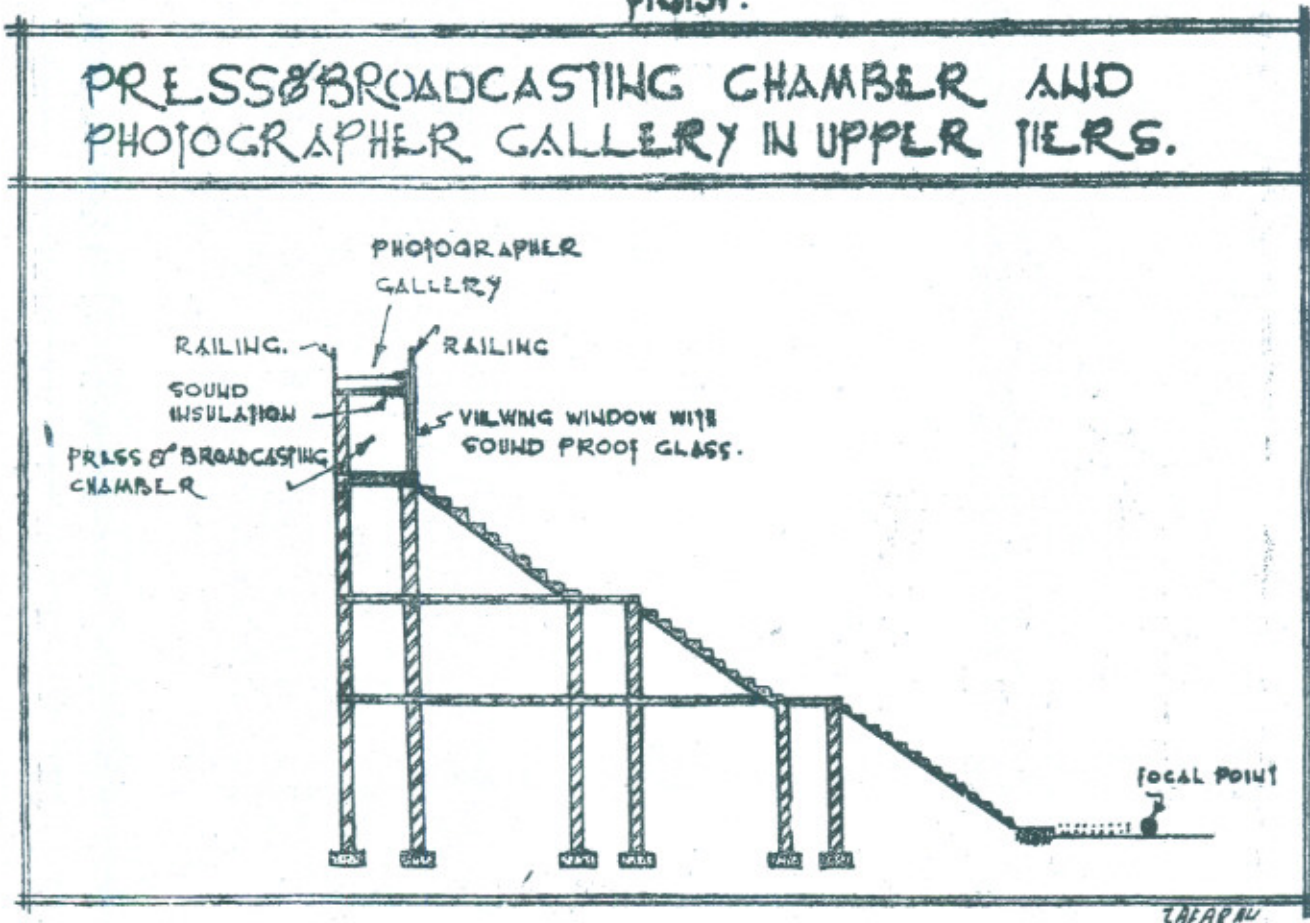 PRESS & BROADCASTING CHAMBER AND
PHOTOGRAPHER GALLERY IN UPPER TIERS.
PHOTOGRAPHER
GALLERY
RAILING.
RAILING
SOUND
INSULATION
VIEWING WINDOW WITH
SOUND PROOF GLASS.
PRESS & BROADCASTING
CHAMBER
FOCAL POINT